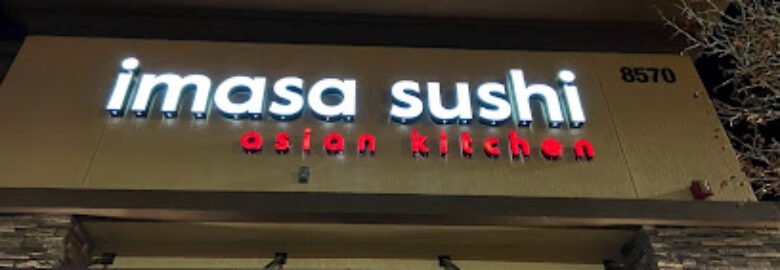 imasa sushi
8570
asian kitchen